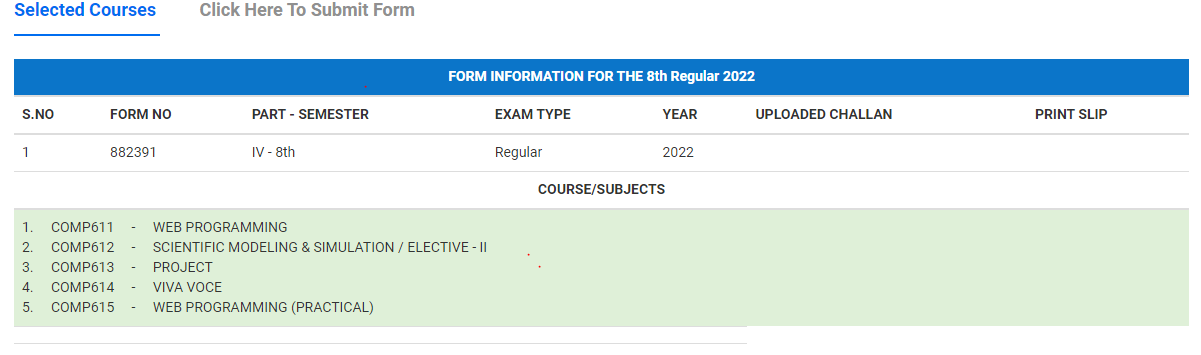 Selected Courses Click Here To Submit Form
FORM INFORMATION FOR THE 8th Regular 2022
S.NO FORM NO PART - SEMESTER EXAM TYPE YEAR UPLOADED CHALLAN PRINT SLIP
1 882391 IV - 8th Regular 2022
COURSE/SUBJECTS
1. COMP611 - WEB PROGRAMMING
2. COMP612 - SCIENTIFIC MODELING & SIMULATION / ELECTIVE - II
3. COMP613 - PROJECT
4. COMP614 - VIVA VOCE
5. COMP615 - WEB PROGRAMMING (PRACTICAL)